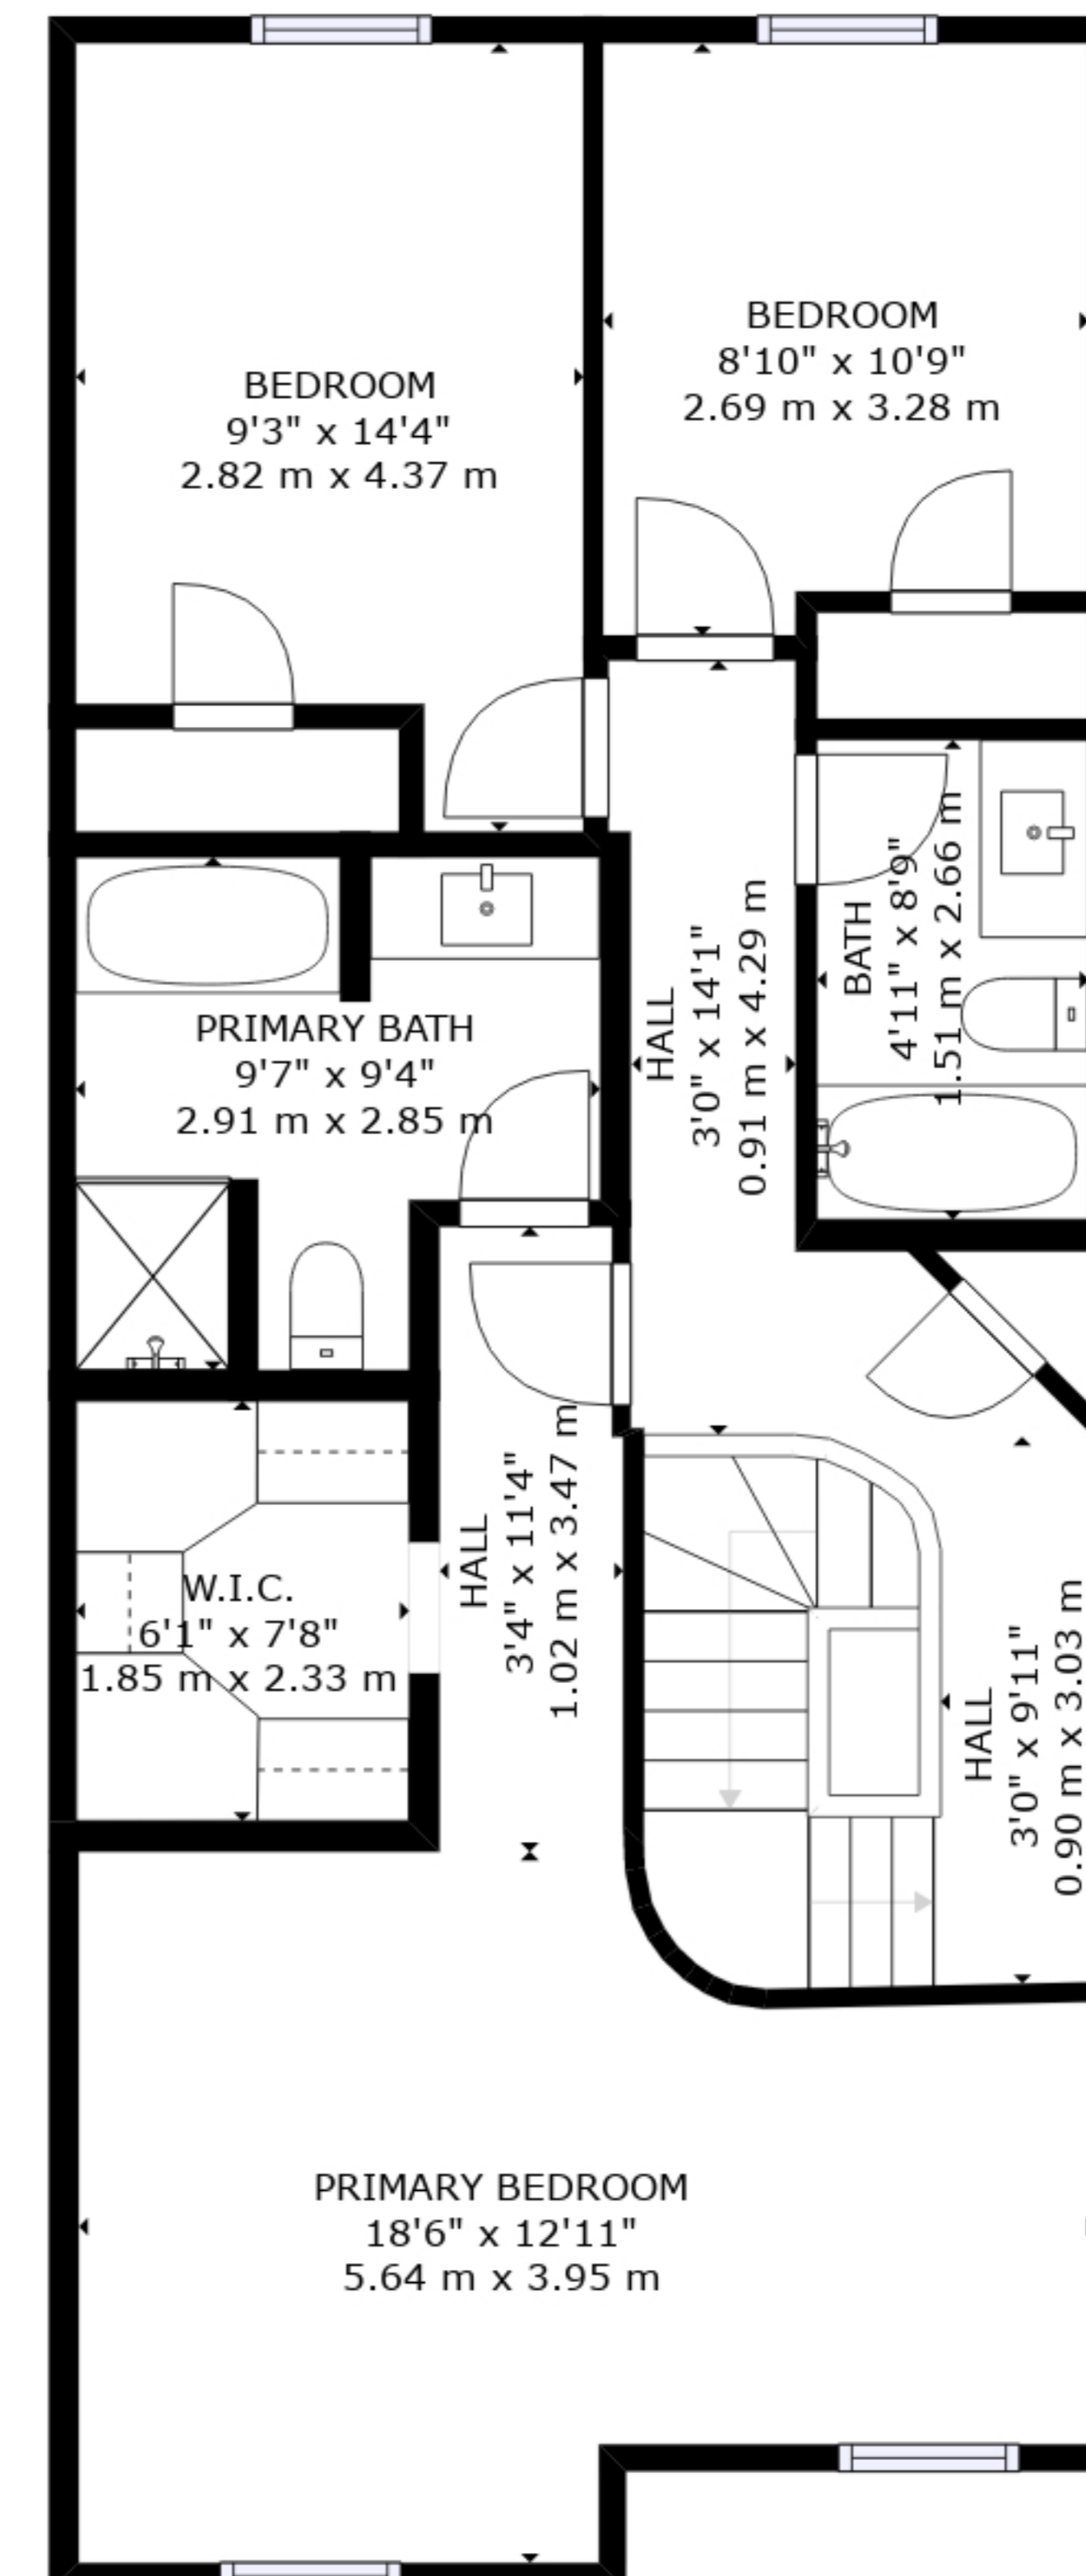 BEDROOM
9'3" x 14'4"
2.82 m x 4.37 m
BEDROOM
8'10" x 10'9"
2.69 m x 3.28 m
PRIMARY BATH
9'7" x 9'4"
2.91 m x 2.85 m
HALL
3'0" x 14'1"
0.91 m x 4.29 m
BATH
4'11" x 8'9"
1.51 m x 2.66 m
W.I.C.
6'1" x 7'8"
1.85 m x 2.33 m
HALL
3'4" x 11'4"
1.02 m x 3.47 m
HALL
3'0" x 9'11"
0.90 m x 3.03 m
PRIMARY BEDROOM
18'6" x 12'11"
5.64 m x 3.95 m